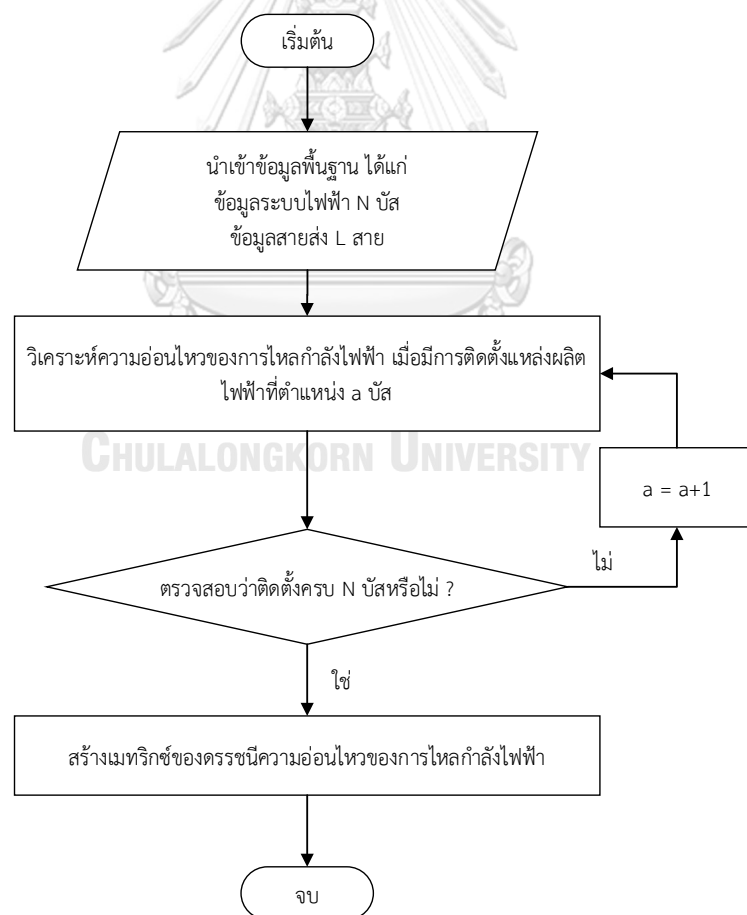 เริ่มต้น
นำเข้าข้อมูลพื้นฐาน ได้แก่
ข้อมูลระบบไฟฟ้า N บัส
ข้อมูลสายส่ง L สาย
วิเคราะห์ความอ่อนไหวของการไหลกำลังไฟฟ้า เมื่อมีการติดตั้งแหล่งผลิต
ไฟฟ้าที่ตำแหน่ง a บัส
CHULALONGKORN UNIVERSITY
a = a+1
ไม่
ตรวจสอบว่าติดตั้งครบ N บัสหรือไม่ ?
ใช่
สร้างเมทริกซ์ของดรรชนีความอ่อนไหวของการไหลกำลังไฟฟ้า
จบ